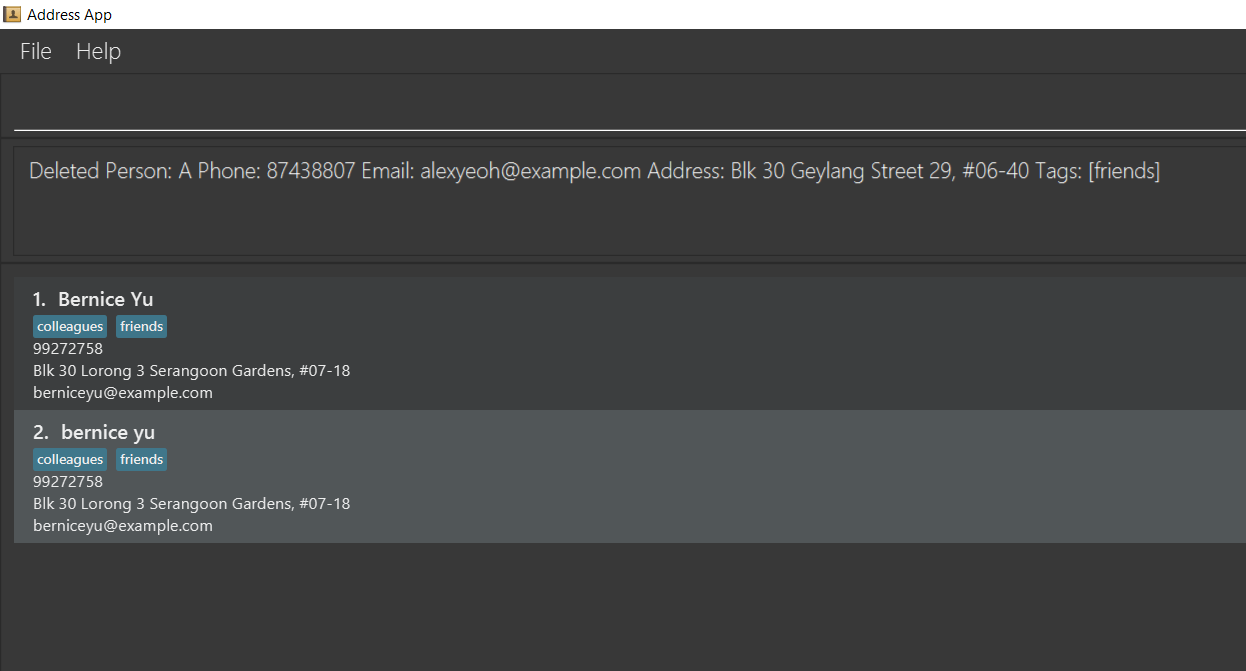 Address App
File Help
Deleted Person: A Phone: 87438807 Email: alexyeoh@example.com Address: Blk 30 Geylang Street 29, #06-40 Tags: [friends]
1. Bernice Yu
colleagues friends
99272758
Blk 30 Lorong 3 Serangoon Gardens, #07-18
berniceyu@example.com
2. bernice yu
colleagues friends
99272758
Blk 30 Lorong 3 Serangoon Gardens, #07-18
berniceyu@example.com